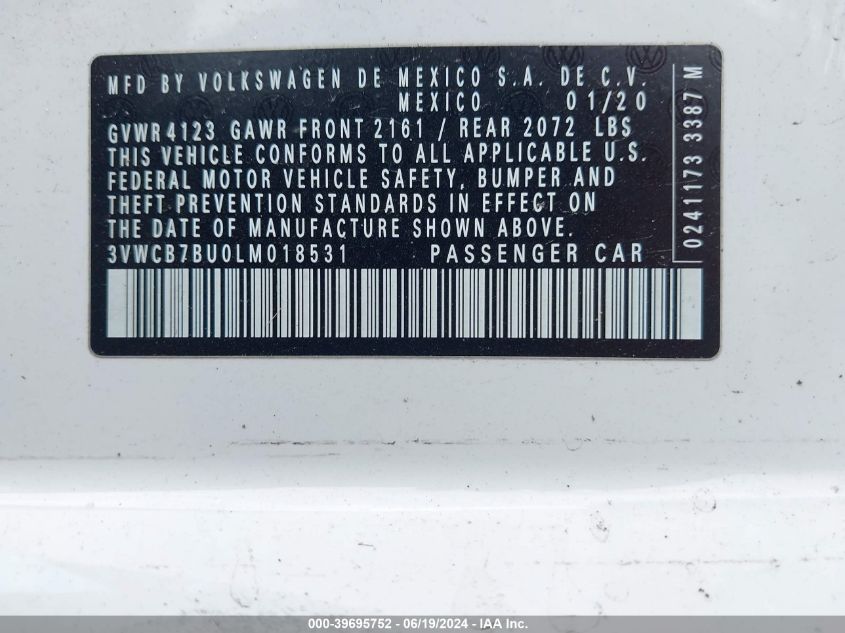 MFD BY VOLKSWAGEN DE MEXICO S.A. DE C.V.
MEXICO 01/20
GVWR 4123 GAWR FRONT 2161 / REAR 2072 LBS
THIS VEHICLE CONFORMS TO ALL APPLICABLE U.S.
FEDERAL MOTOR VEHICLE SAFETY, BUMPER AND
THEFT PREVENTION STANDARDS IN EFFECT ON
THE DATE OF MANUFACTURE SHOWN ABOVE.
3VWCB7BU0LM018531 PASSENGER CAR
0241173 3387 M
000-39695752 - 06/19/2024 - IAA Inc.